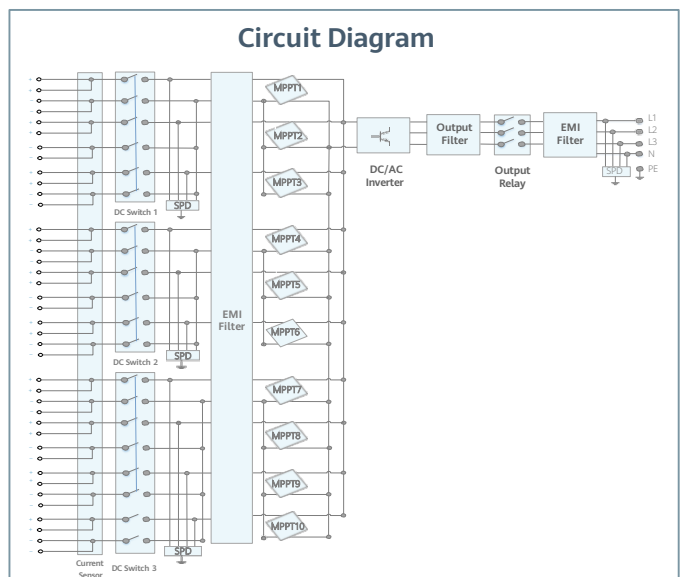 Circuit Diagram
MPPT1
MPPT2
MPPT3
SPD
DC Switch 1
MPPT4
MPPT5
MPPT6
SPD
DC Switch 2
MPPT7
MPPT8
MPPT9
MPPT10
SPD
DC Switch 3
Current
Sensor
EMI
Filter
DC/AC
Inverter
Output
Filter
Output
Relay
EMI
Filter
SPD
L1
L2
L3
N
PE